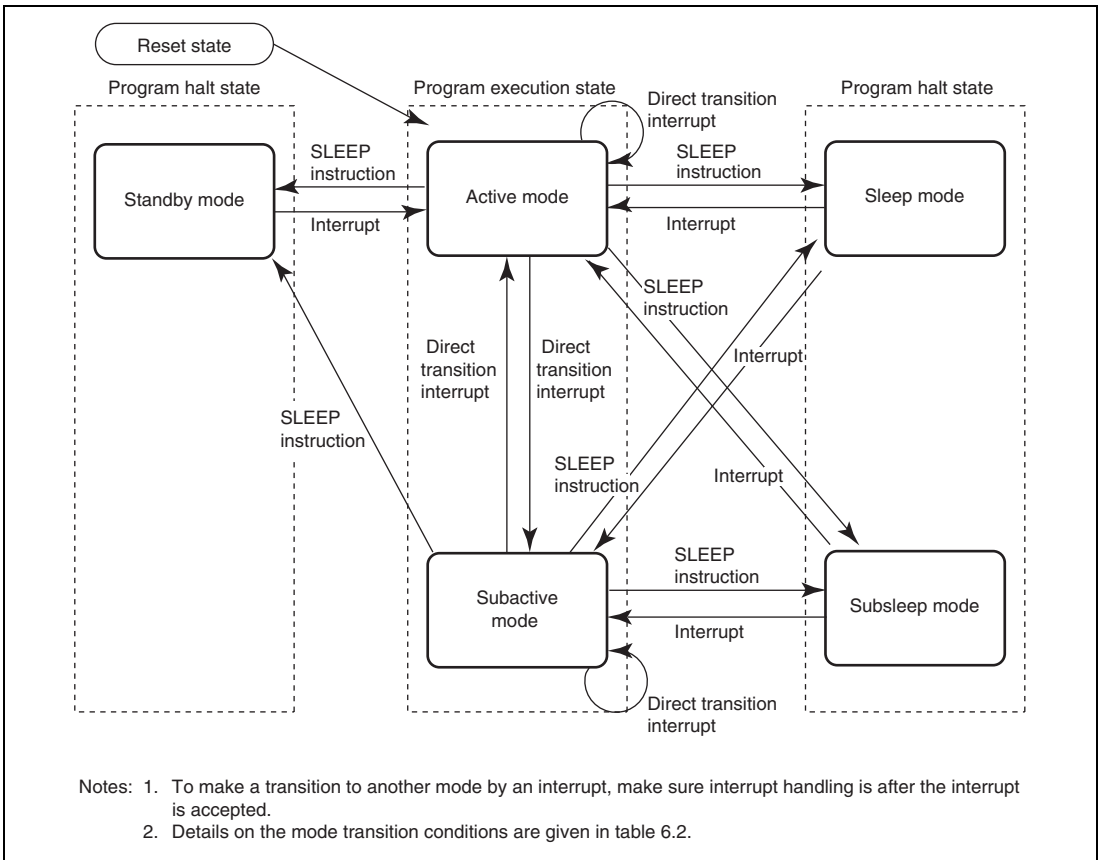 Reset state
Program halt state
Program execution state
Program halt state
Direct transition
interrupt
SLEEP
instruction
SLEEP
instruction
Standby mode
Active mode
Sleep mode
Interrupt
Interrupt
SLEEP
instruction
Direct
transition
interrupt
Direct
transition
interrupt
Interrupt
SLEEP
instruction
SLEEP
instruction
Interrupt
SLEEP
instruction
Subactive
mode
Subsleep mode
Interrupt
Direct transition
interrupt
Notes: 1. To make a transition to another mode by an interrupt, make sure interrupt handling is after the interrupt
is accepted.
2. Details on the mode transition conditions are given in table 6.2.